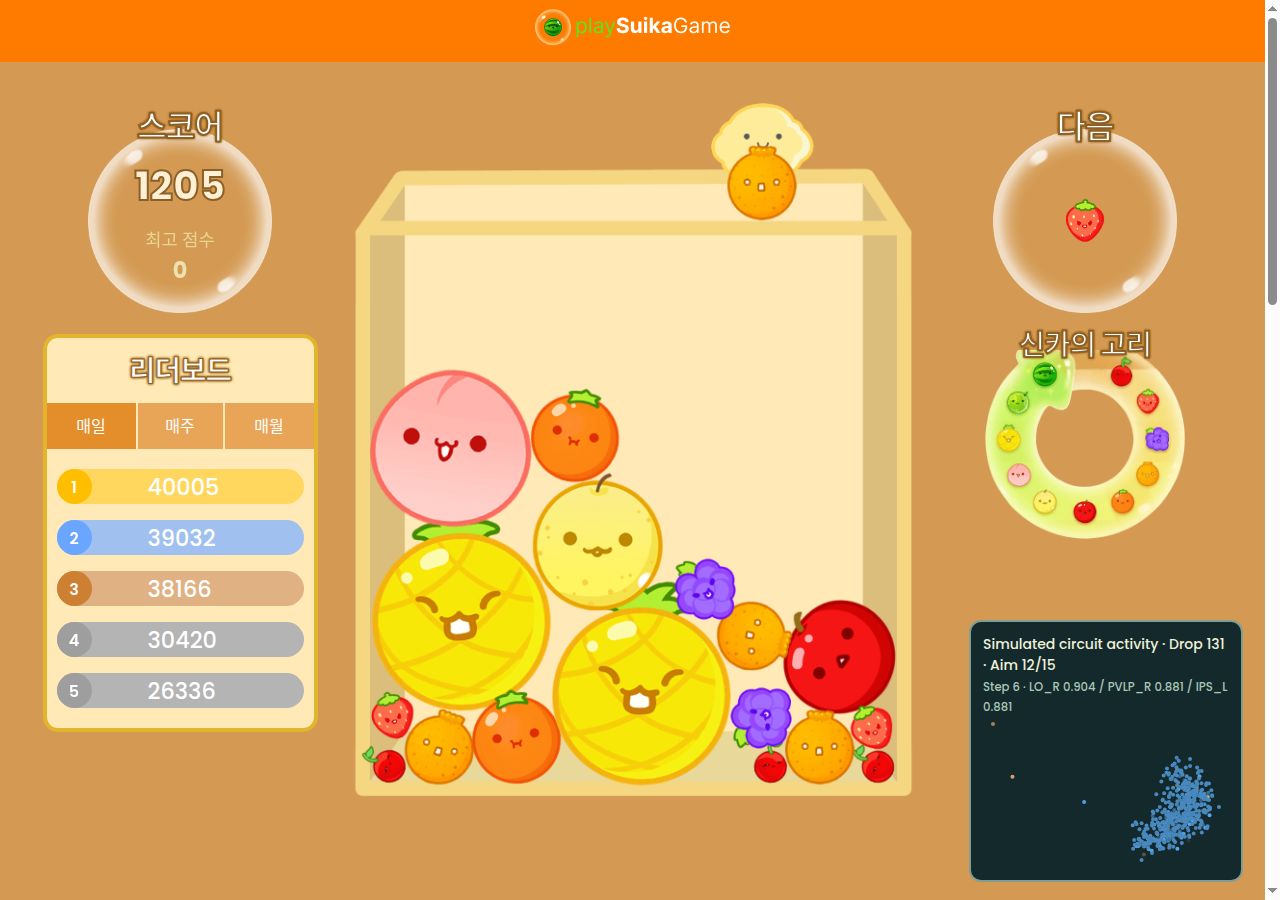 playSuikaGame
스코어
1205
최고 점수
0
리더보드
매일
매주
매월
1
40005
2
39032
3
38166
4
30420
5
26336
다음
신카의 고리
Simulated circuit activity · Drop 131
· Aim 12/15
Step 6 · LO_R 0.904 / PVLP_R 0.881 / IPS_L
0.881